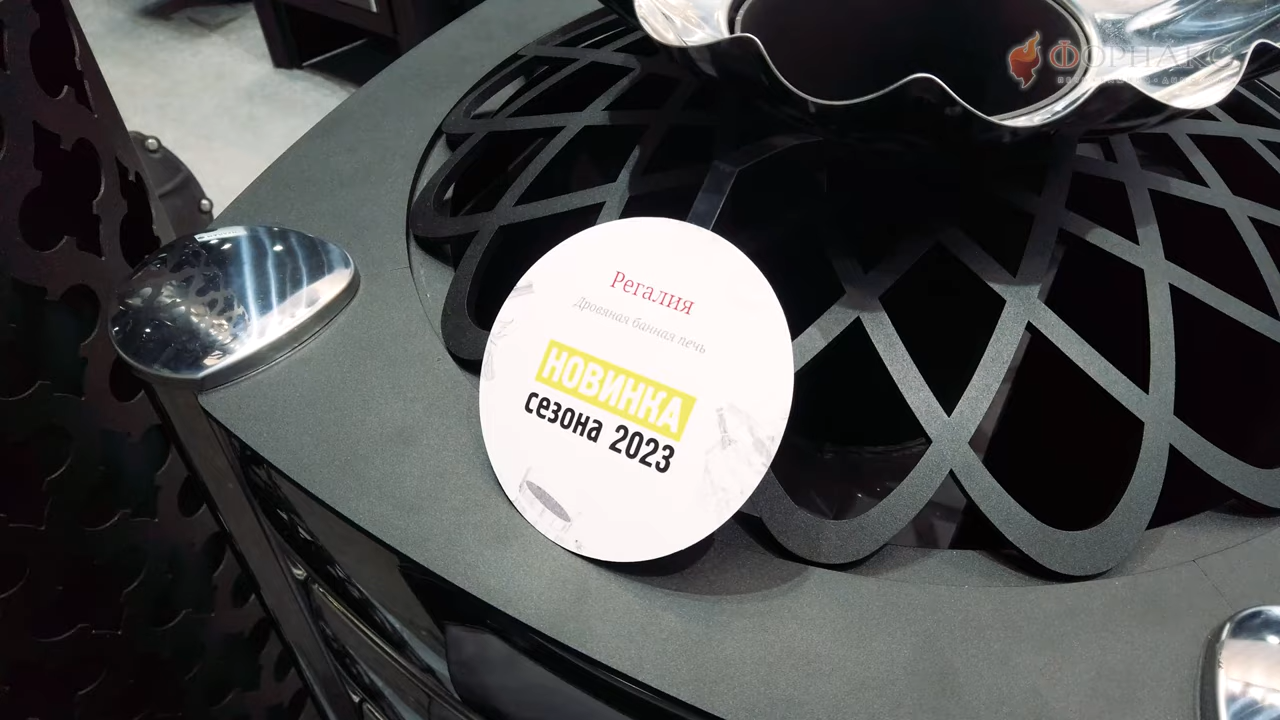 ФОРНАКС
Регалия
Дровяная банная печь
НОВИНКА
сезона 2023